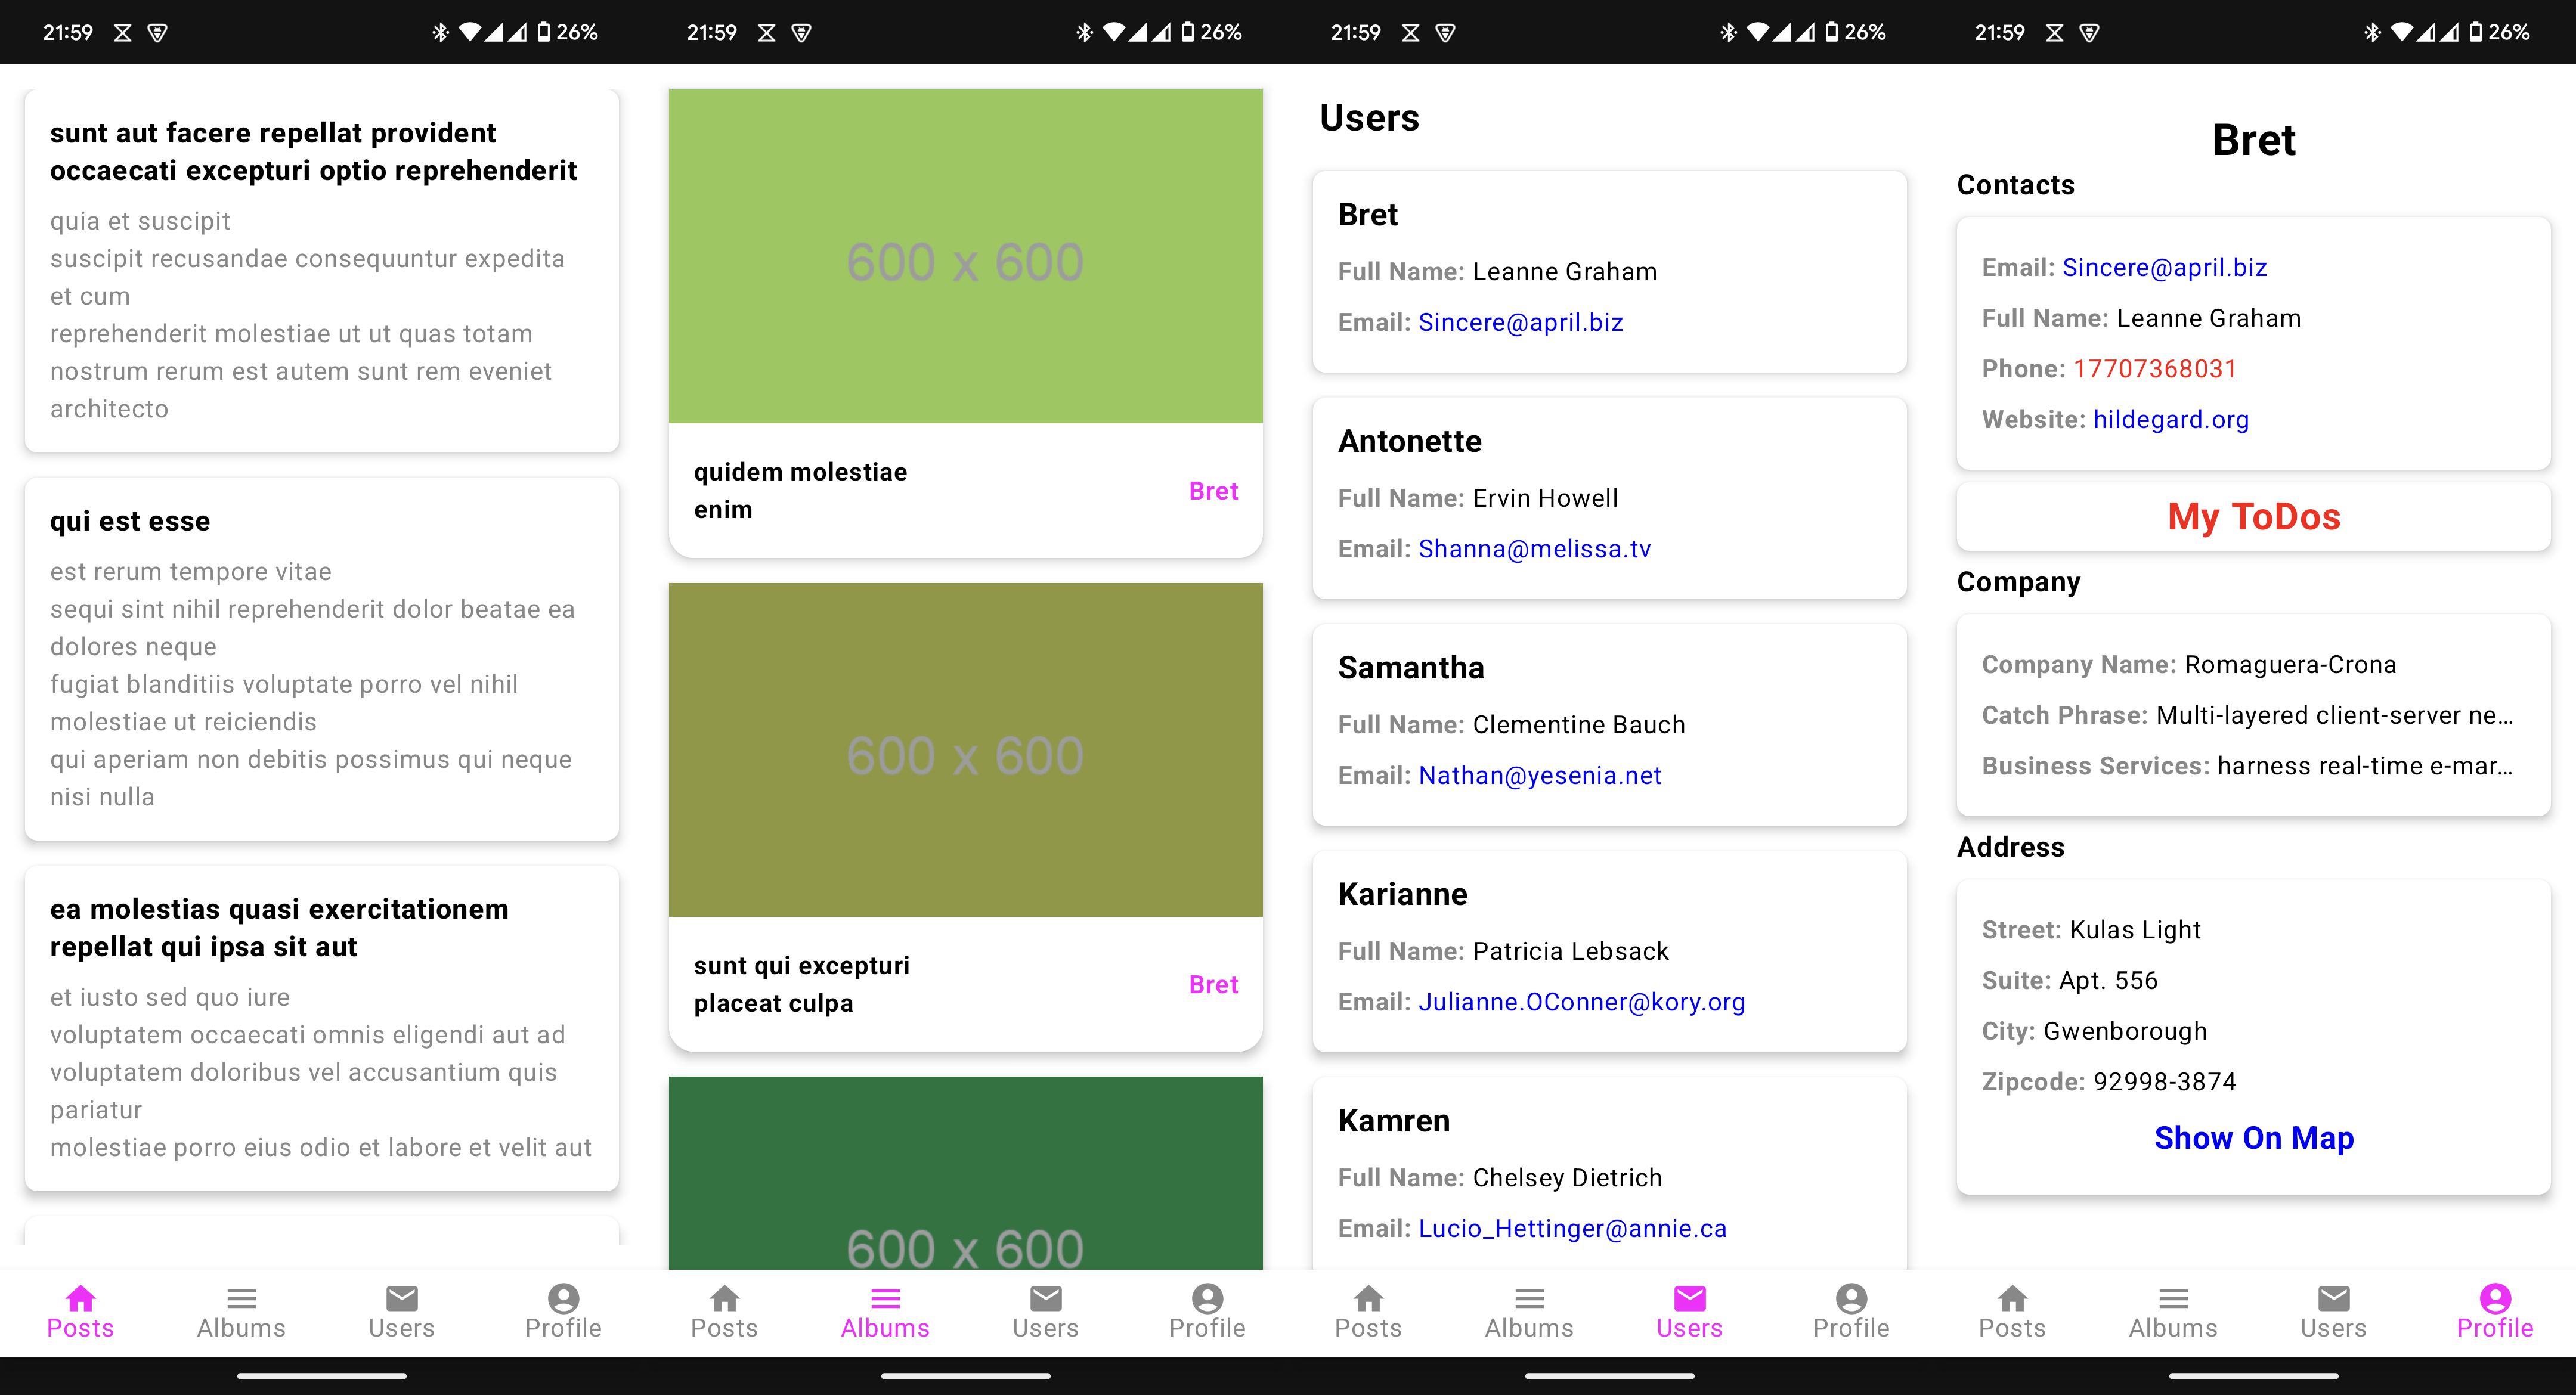 21:59
26%
sunt aut facere repellat provident
occaecati excepturi optio reprehenderit
quia et suscipit
suscipit recusandae consequuntur expedita
et cum
reprehenderit molestiae ut ut quas totam
nostrum rerum est autem sunt rem eveniet
architecto
qui est esse
est rerum tempore vitae
sequi sint nihil reprehenderit dolor beatae ea
dolores neque
fugiat blanditiis voluptate porro vel nihil
molestiae ut reiciendis
qui aperiam non debitis possimus qui neque
nisi nulla
ea molestias quasi exercitationem
repellat qui ipsa sit aut
et iusto sed quo iure
voluptatem occaecati omnis eligendi aut ad
voluptatem doloribus vel accusantium quis
pariatur
molestiae porro eius odio et labore et velit aut
Posts Albums Users Profile
21:59
26%
600 x 600
quidem molestiae
enim
Bret
600 x 600
sunt qui excepturi
placeat culpa
Bret
600 x 600
Posts Albums Users Profile
21:59
26%
Users
Bret
Full Name: Leanne Graham
Email: Sincere@april.biz
Antonette
Full Name: Ervin Howell
Email: Shanna@melissa.tv
Samantha
Full Name: Clementine Bauch
Email: Nathan@yesenia.net
Karianne
Full Name: Patricia Lebsack
Email: Julianne.OConner@kory.org
Kamren
Full Name: Chelsey Dietrich
Email: Lucio_Hettinger@annie.ca
Posts Albums Users Profile
21:59
26%
Bret
Contacts
Email: Sincere@april.biz
Full Name: Leanne Graham
Phone: 17707368031
Website: hildegard.org
My ToDos
Company
Company Name: Romaguera-Crona
Catch Phrase: Multi-layered client-server ne...
Business Services: harness real-time e-mar...
Address
Street: Kulas Light
Suite: Apt. 556
City: Gwenborough
Zipcode: 92998-3874
Show On Map
Posts Albums Users Profile